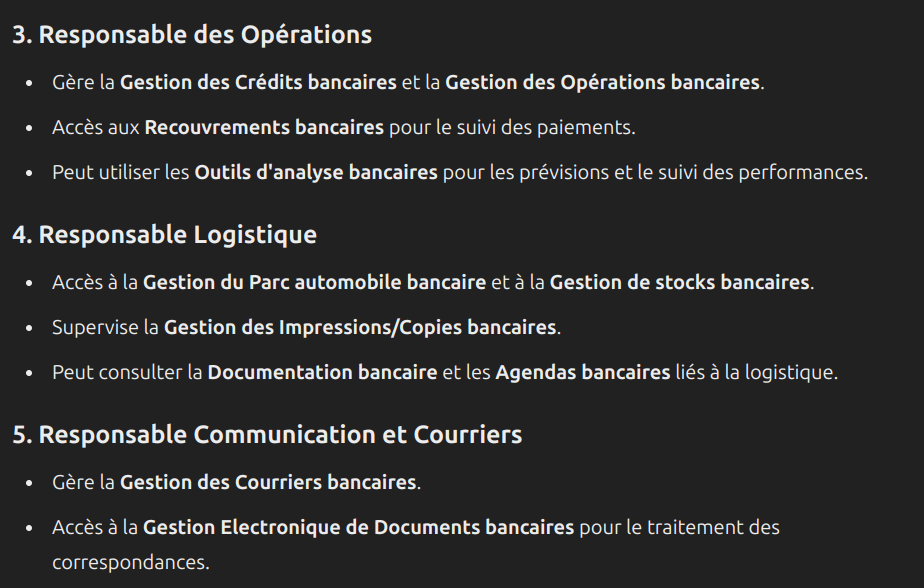 3. Responsable des Opérations
• Gère la Gestion des Crédits bancaires et la Gestion des Opérations bancaires.
• Accès aux Recouvrements bancaires pour le suivi des paiements.
• Peut utiliser les Outils d'analyse bancaires pour les prévisions et le suivi des performances.
4. Responsable Logistique
• Accès à la Gestion du Parc automobile bancaire et à la Gestion de stocks bancaires.
• Supervise la Gestion des Impressions/Copies bancaires.
• Peut consulter la Documentation bancaire et les Agendas bancaires liés à la logistique.
5. Responsable Communication et Courriers
• Gère la Gestion des Courriers bancaires.
• Accès à la Gestion Electronique de Documents bancaires pour le traitement des
correspondances.